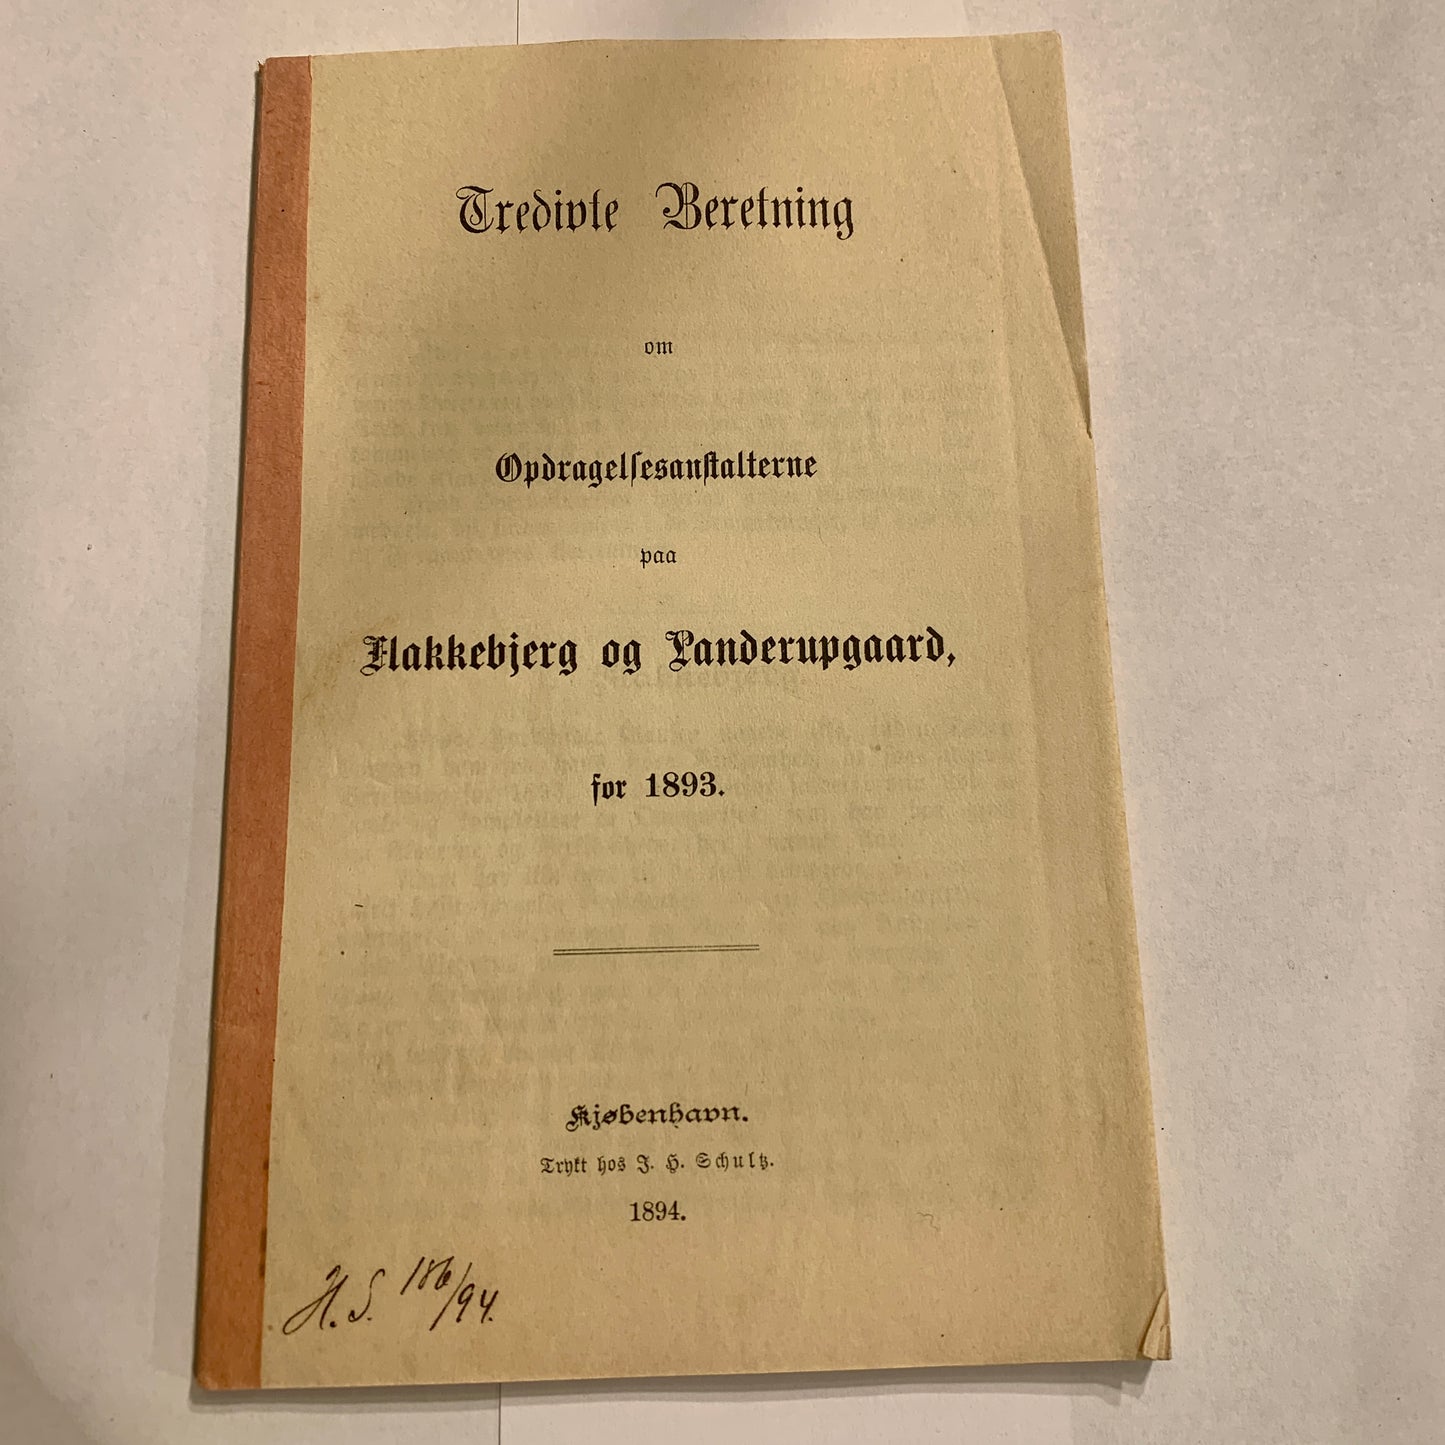 Tredivte Beretning
om
Opdragelsesanstalterne
paa
Flakkebjerg og Landerupgaard,
for 1893.
Kjøbenhavn.
Trykt hos J. H. Schultz.
1894.
H. S. 186/94.